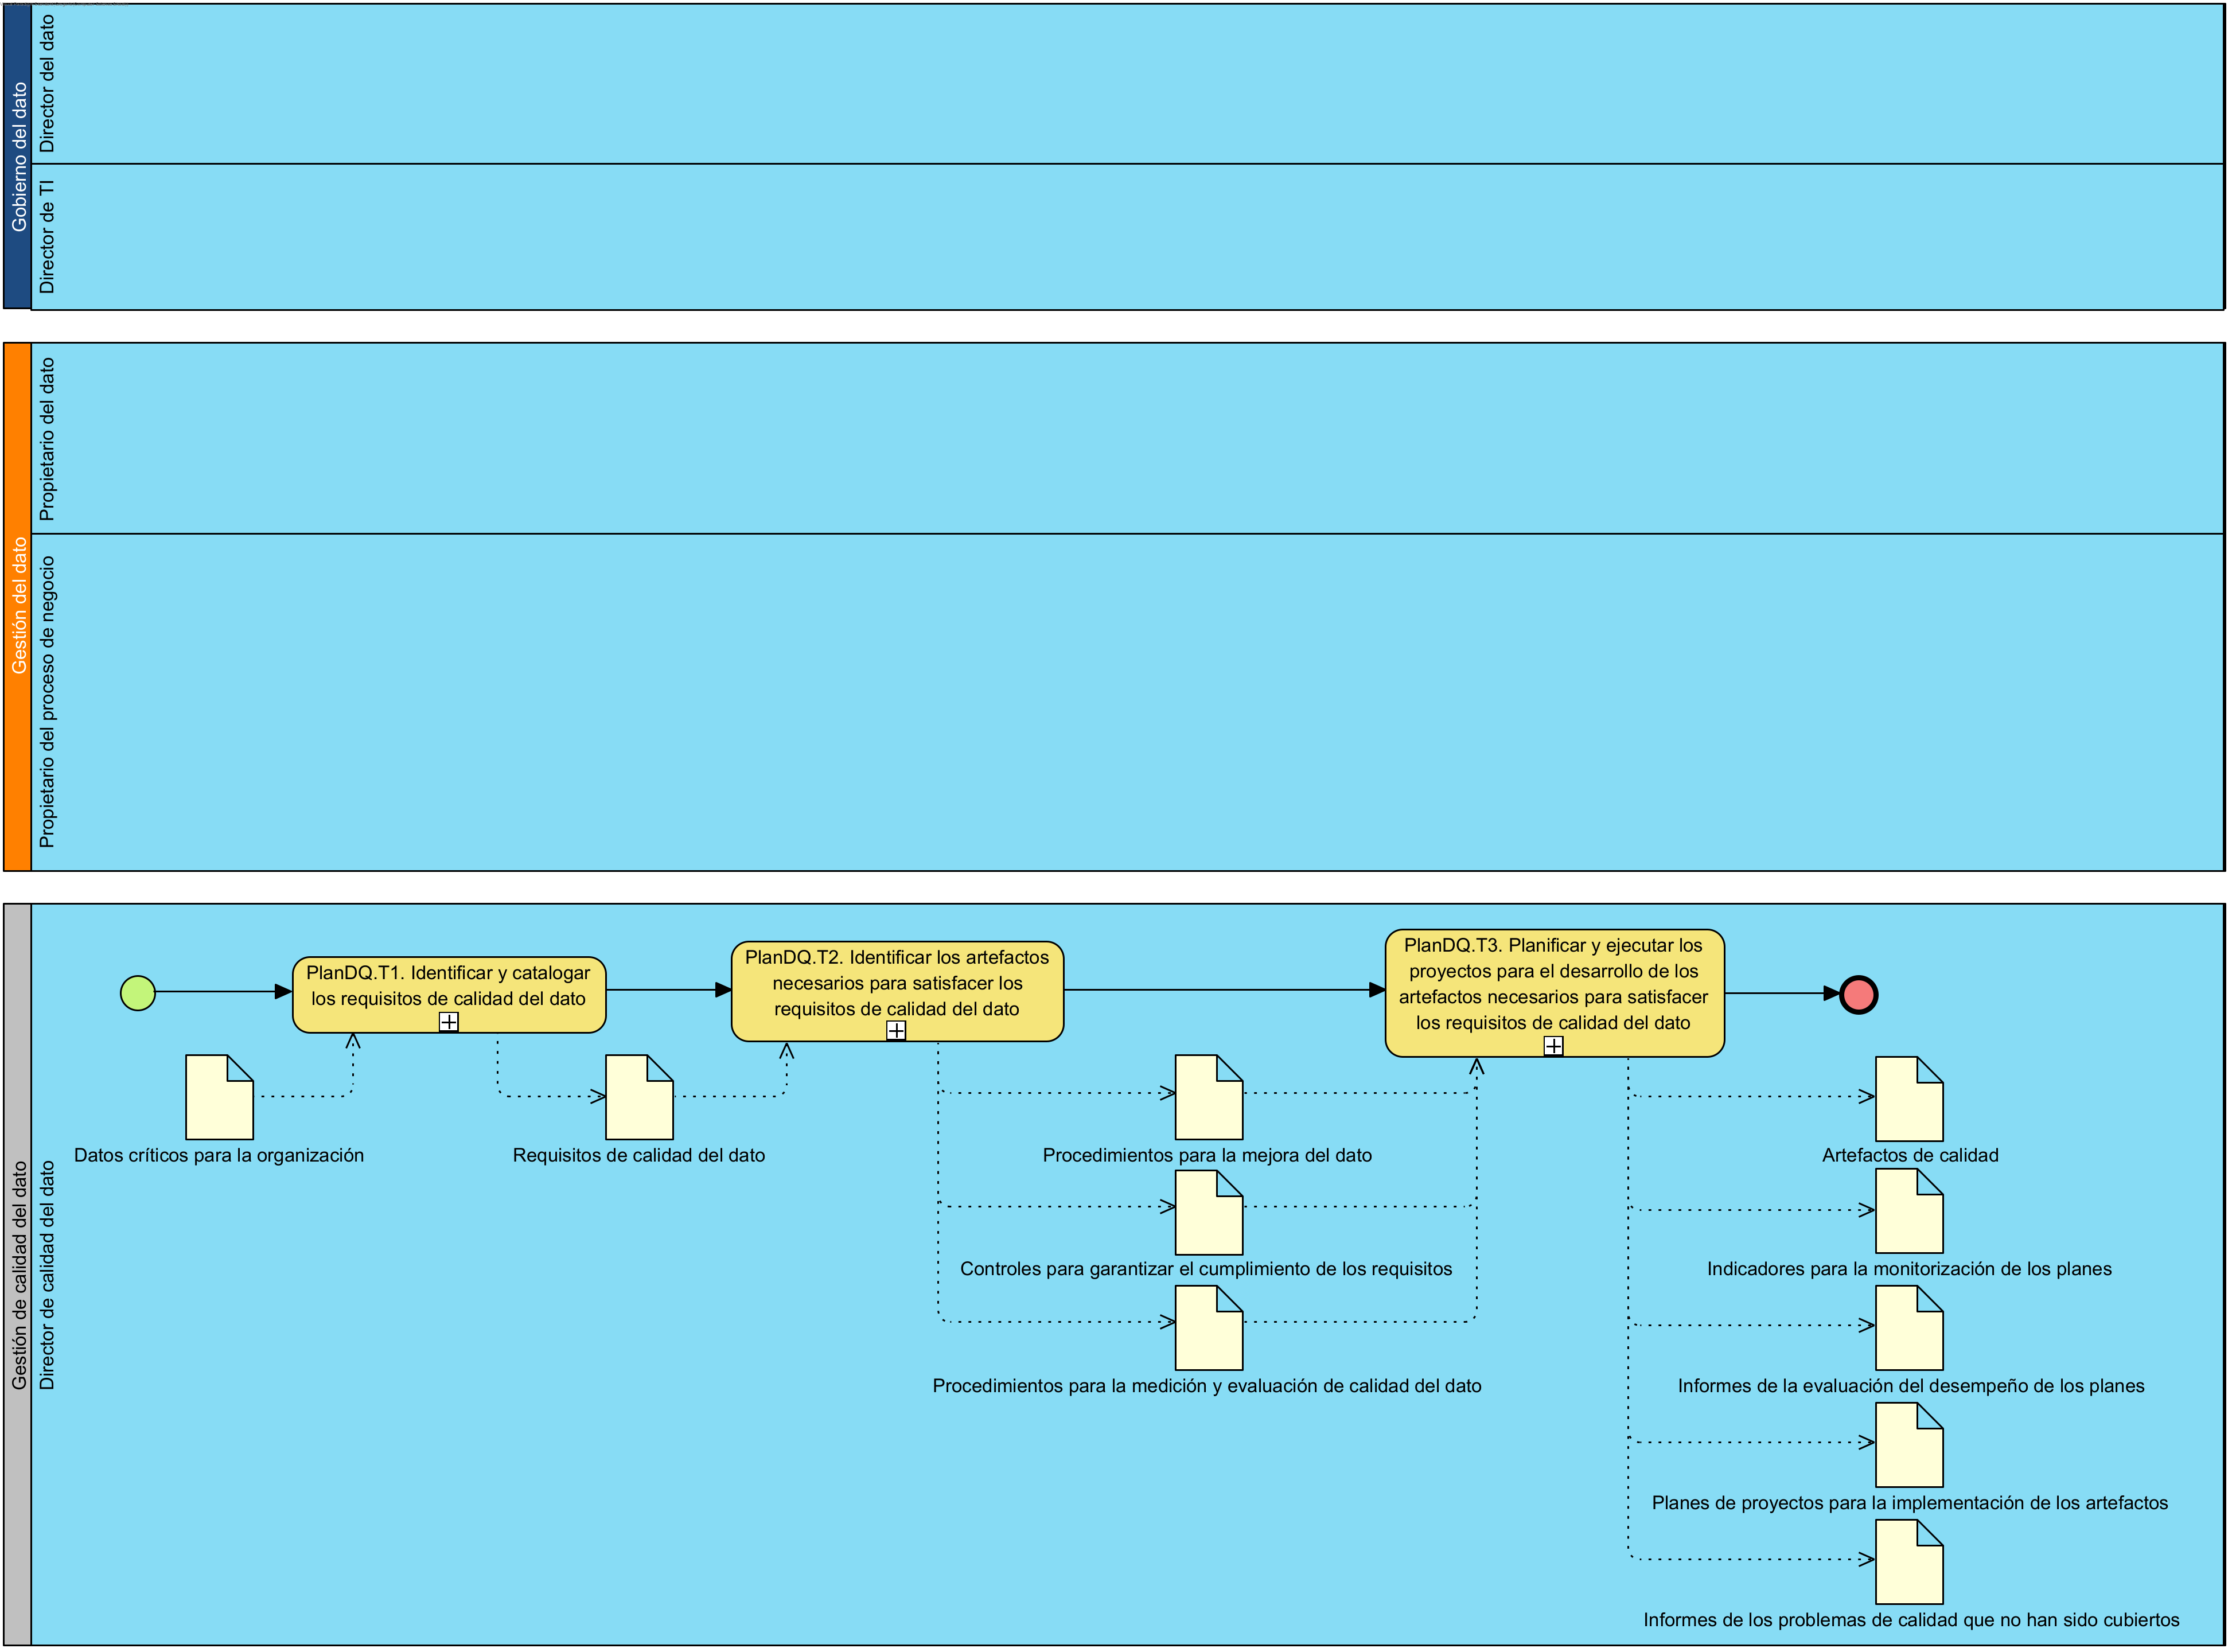 Gobierno del dato
Director del dato
Director de TI
Gestión del dato
Propietario del dato
Propietario del proceso de negocio
Gestión de calidad del dato
Director de calidad del dato
PlanDQ.T1. Identificar y catalogar
los requisitos de calidad del dato
PlanDQ.T2. Identificar los artefactos
necesarios para satisfacer los
requisitos de calidad del dato
PlanDQ.T3. Planificar y ejecutar los
proyectos para el desarrollo de los
artefactos necesarios para satisfacer
los requisitos de calidad del dato
Datos críticos para la organización
Requisitos de calidad del dato
Procedimientos para la mejora del dato
Controles para garantizar el cumplimiento de los requisitos
Procedimientos para la medición y evaluación de calidad del dato
Artefactos de calidad
Indicadores para la monitorización de los planes
Informes de la evaluación del desempeño de los planes
Planes de proyectos para la implementación de los artefactos
Informes de los problemas de calidad que no han sido cubiertos